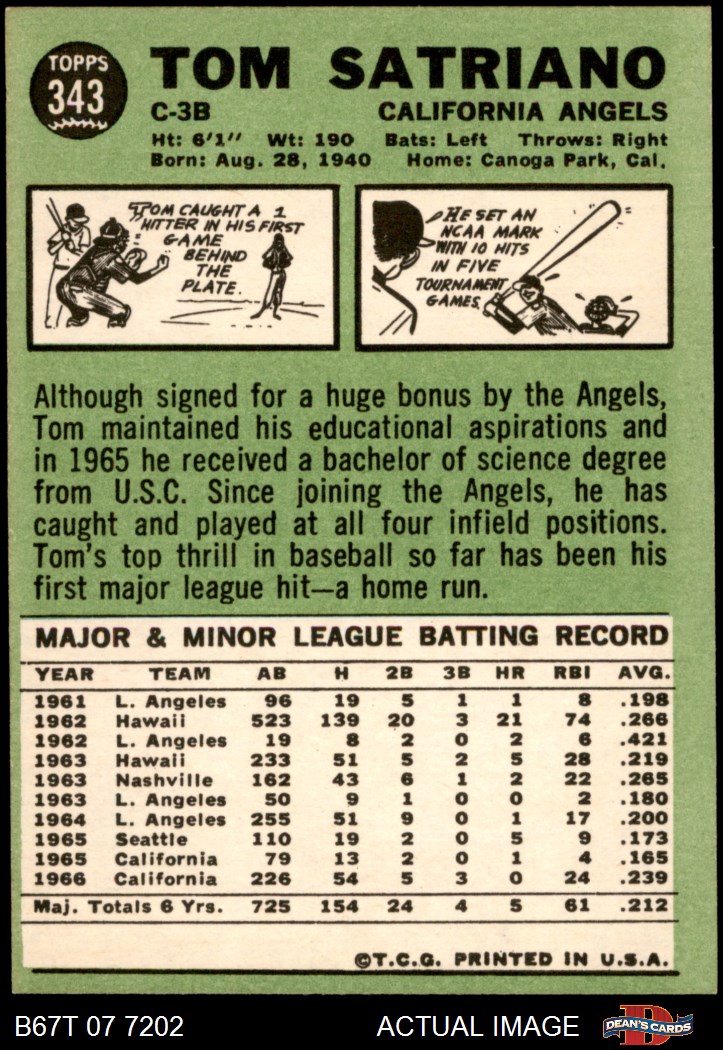 TOPPS
343
TOM SATRIANO
C-3B CALIFORNIA ANGELS
Ht: 6'1" Wt: 190 Bats: Left Throws: Right
Born: Aug. 28, 1940 Home: Canoga Park, Cal.
TOM CAUGHT A 1
HITTER IN HIS FIRST
GAME
BEHIND
THE
PLATE.
HE SET AN
NCAA MARK
WITH 10 HITS
IN FIVE
TOURNAMENT
GAMES.
Although signed for a huge bonus by the Angels,
Tom maintained his educational aspirations and
in 1965 he received a bachelor of science degree
from U.S.C. Since joining the Angels, he has
caught and played at all four infield positions.
Tom's top thrill in baseball so far has been his
first major league hit—a home run.
MAJOR & MINOR LEAGUE BATTING RECORD
YEAR TEAM AB H 2B 3B HR RBI AVG.
1961 L. Angeles 96 19 5 1 1 8 .198
1962 Hawaii 523 139 20 3 21 74 .266
1962 L. Angeles 19 8 2 0 2 6 .421
1963 Hawaii 233 51 5 2 5 28 .219
1963 Nashville 162 43 6 1 2 22 .265
1963 L. Angeles 50 9 1 0 0 2 .180
1964 L. Angeles 255 51 9 0 1 17 .200
1965 Seattle 110 19 2 0 5 9 .173
1965 California 79 13 2 0 1 4 .165
1966 California 226 54 5 3 0 24 .239
Maj. Totals 6 Yrs. 725 154 24 4 5 61 .212
©T.C.G. PRINTED IN U.S.A.
B67T 07 7202 ACTUAL IMAGE DEAN'S CARDS